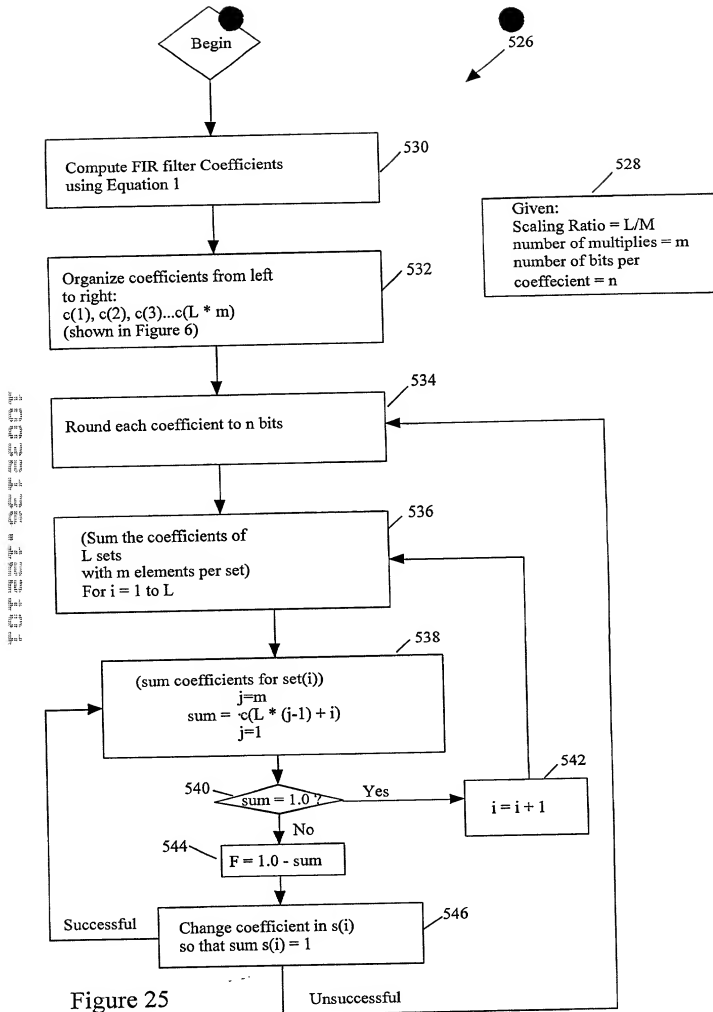 Begin
526
Compute FIR filter Coefficients
using Equation 1
530
528
Given:
Scaling Ratio = L/M
number of multiplies = m
number of bits per
coeffecient = n
Organize coefficients from left
to right:
c(1), c(2), c(3)...c(L * m)
(shown in Figure 6)
532
Round each coefficient to n bits
534
(Sum the coefficients of
L sets
with m elements per set)
For i = 1 to L
536
(sum coefficients for set(i))
j=m
sum = ·c(L * (j-1) + i)
j=1
538
540
sum = 1.0 ?
Yes
542
i = i + 1
No
544
F = 1.0 - sum
Change coefficient in s(i)
so that sum s(i) = 1
546
Successful
Unsuccessful
Figure 25